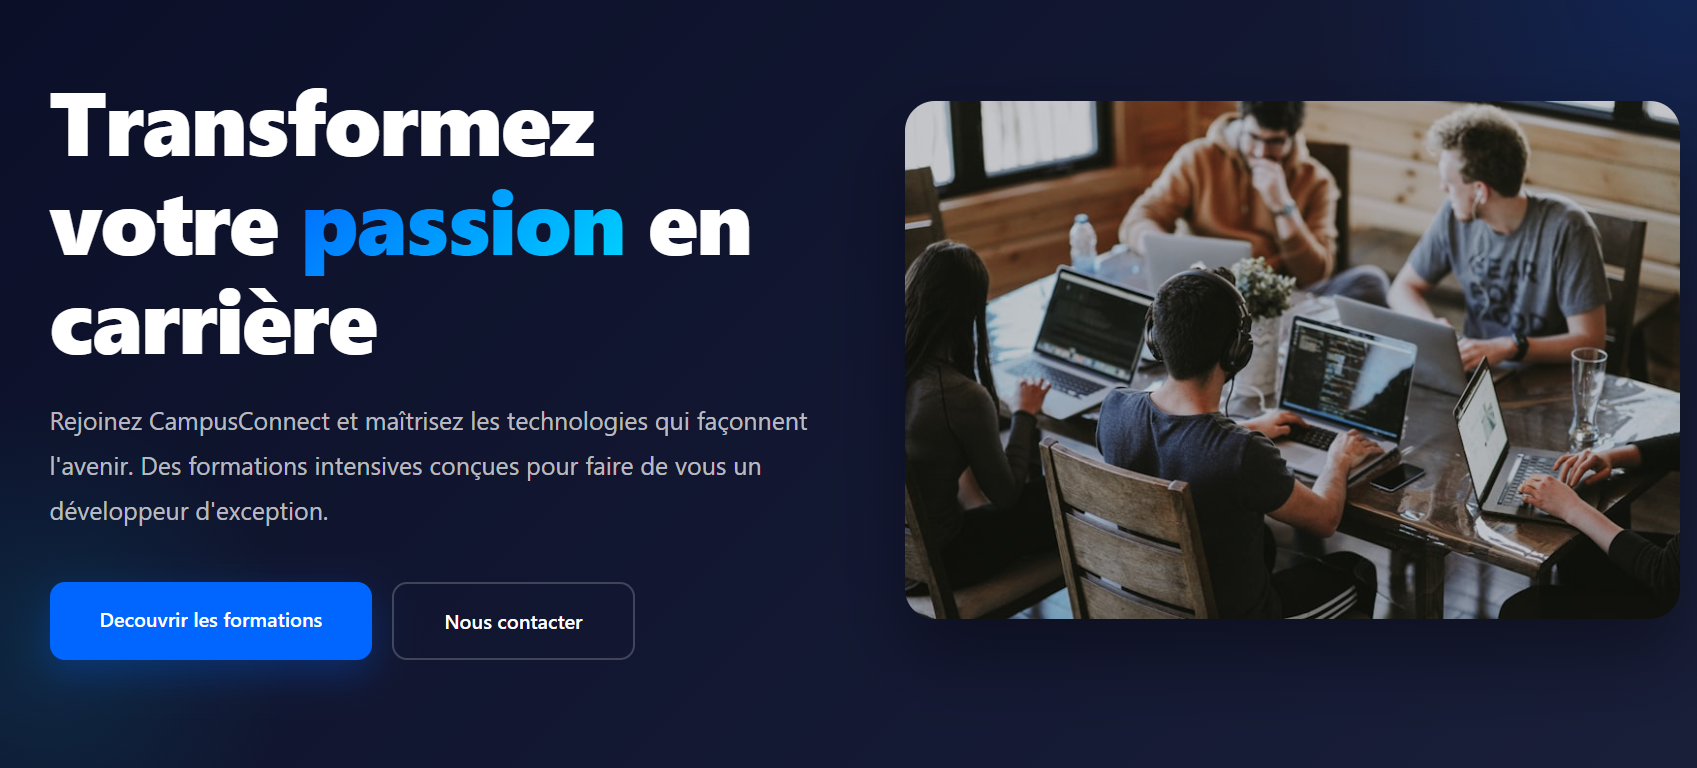 Transformez
votre passion en
carrière
Rejoinez CampusConnect et maîtrisez les technologies qui façonnent
l'avenir. Des formations intensives conçues pour faire de vous un
développeur d'exception.
Decouvrir les formations
Nous contacter